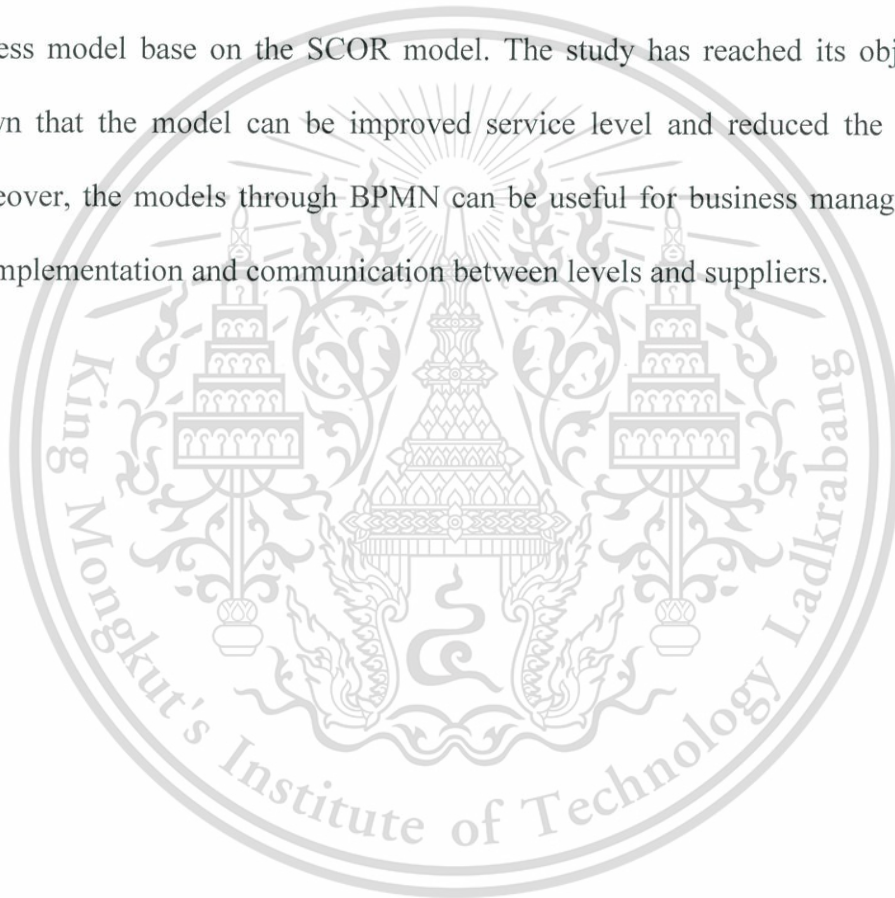 ess model base on the SCOR model. The study has reached its obj
vn that the model can be improved service level and reduced the
eover, the models through BPMN can be useful for business manag
mplementation and communication between levels and suppliers.
King Mongkut's Institute of Technology Ladkrabang